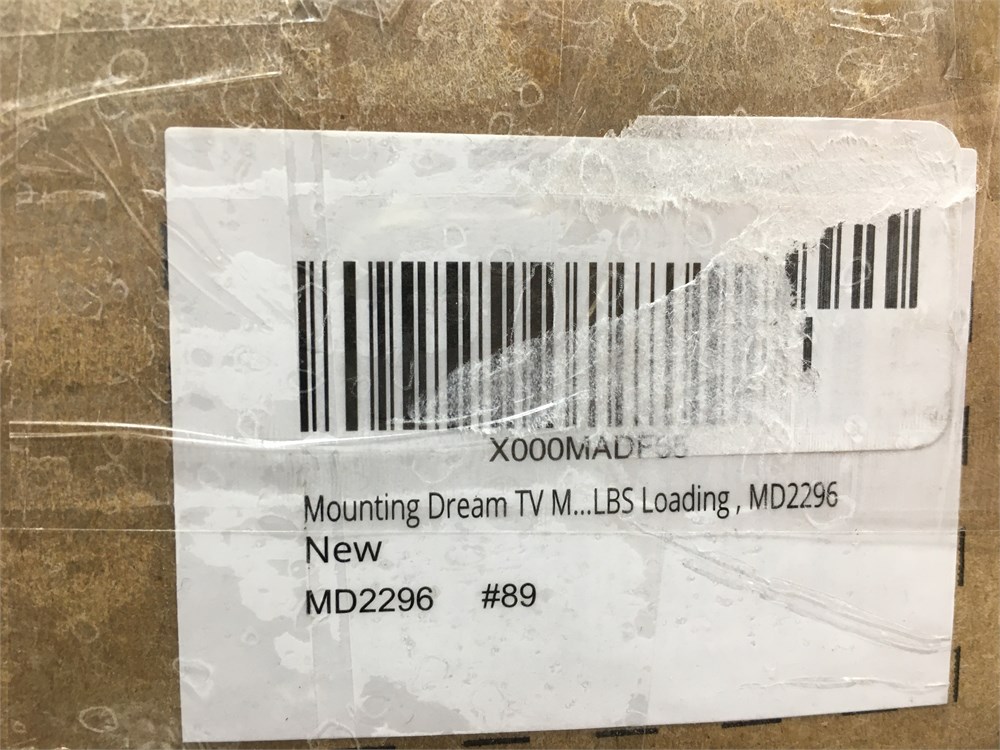 Mounting Dream TV M...LBS Loading , MD2296
New
MD2296 #89